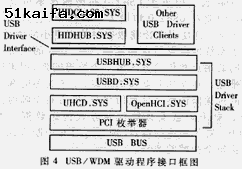 51kaifa.com
USB
Driver
Interface
HIDHUB.SYS
Other
USB Driver
Clients
USBHUB.SYS
USBD.SYS
UHCD.SYS
OpenHCI.SYS
PCI 枚举器
USB BUS
USB
Driver
Stack
图 4 USB/WDM 驱动程序接口框图